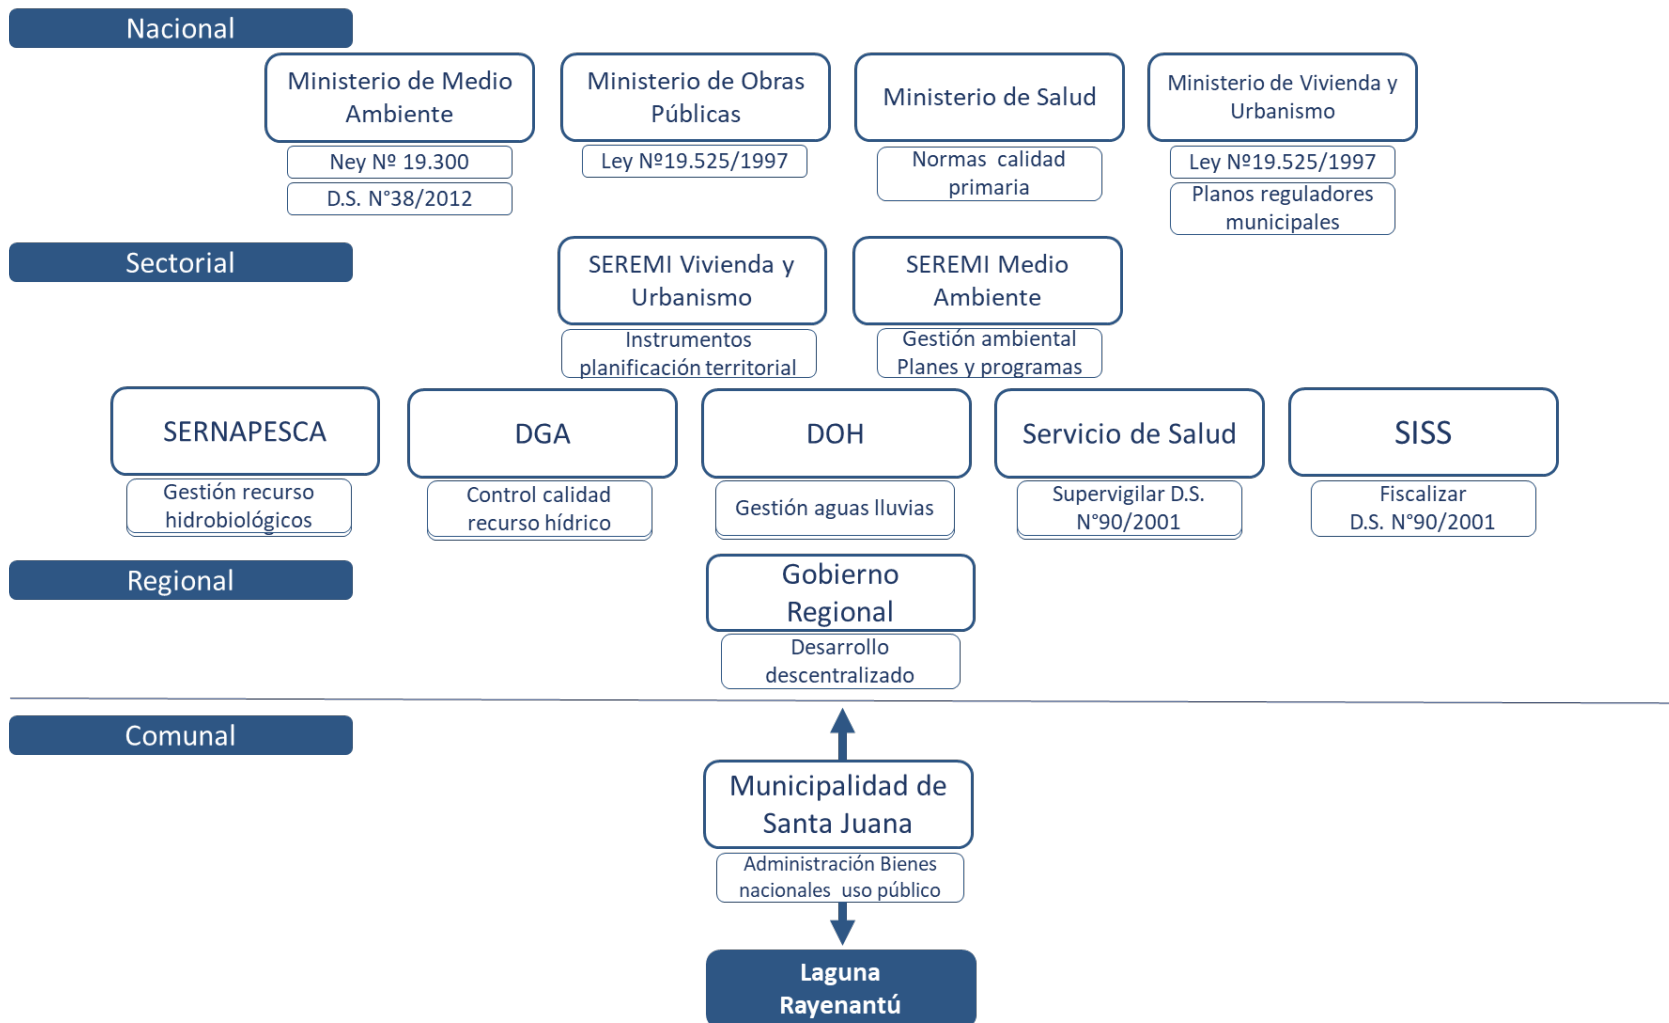 Nacional
Ministerio de Medio
Ambiente
Ministerio de Obras
Públicas
Ministerio de Salud
Ministerio de Vivienda y
Urbanismo
Ney Nº 19.300
D.S. N°38/2012
Ley Nº19.525/1997
Normas calidad
primaria
Ley Nº19.525/1997
Planos reguladores
municipales
Sectorial
SEREMI Vivienda y
Urbanismo
SEREMI Medio
Ambiente
Instrumentos
planificación territorial
Gestión ambiental
Planes y programas
SERNAPESCA
DGA
DOH
Servicio de Salud
SISS
Gestión recurso
hidrobiológicos
Control calidad
recurso hídrico
Gestión aguas lluvias
Supervigilar D.S.
N°90/2001
Fiscalizar
D.S. N°90/2001
Regional
Gobierno
Regional
Desarrollo
descentralizado
Comunal
Municipalidad de
Santa Juana
Administración Bienes
nacionales uso público
Laguna
Rayenantú